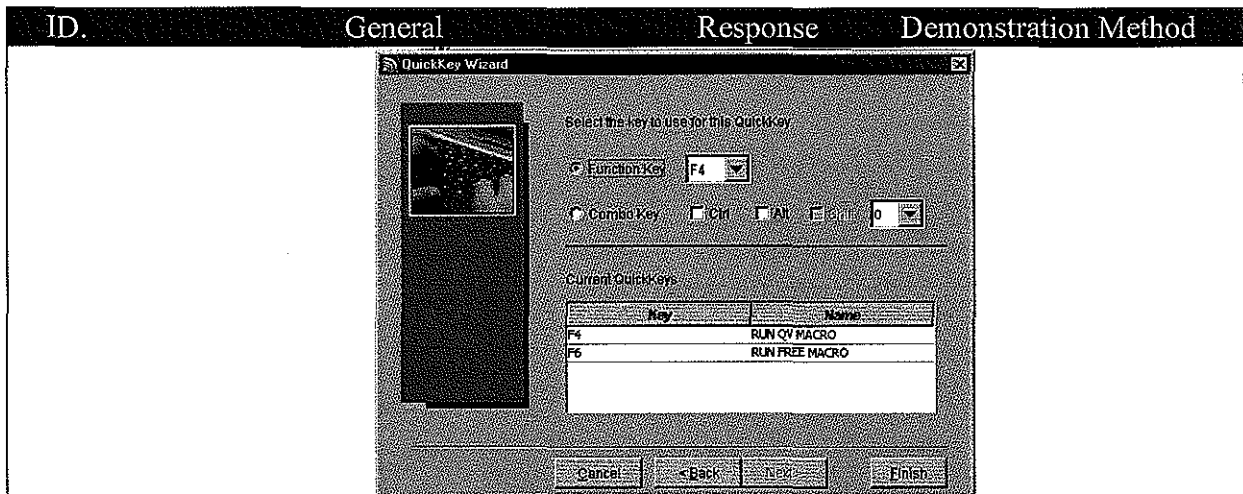 ID. General Response Demonstration Method
QuickKey Wizard
Select the key to use for this QuickKey
Function Key F4
Combo Key Ctrl Alt Shift 0
Current QuickKeys
Key Name
F4 RUN QV MACRO
F6 RUN FREE MACRO
Cancel <Back Next> Finish